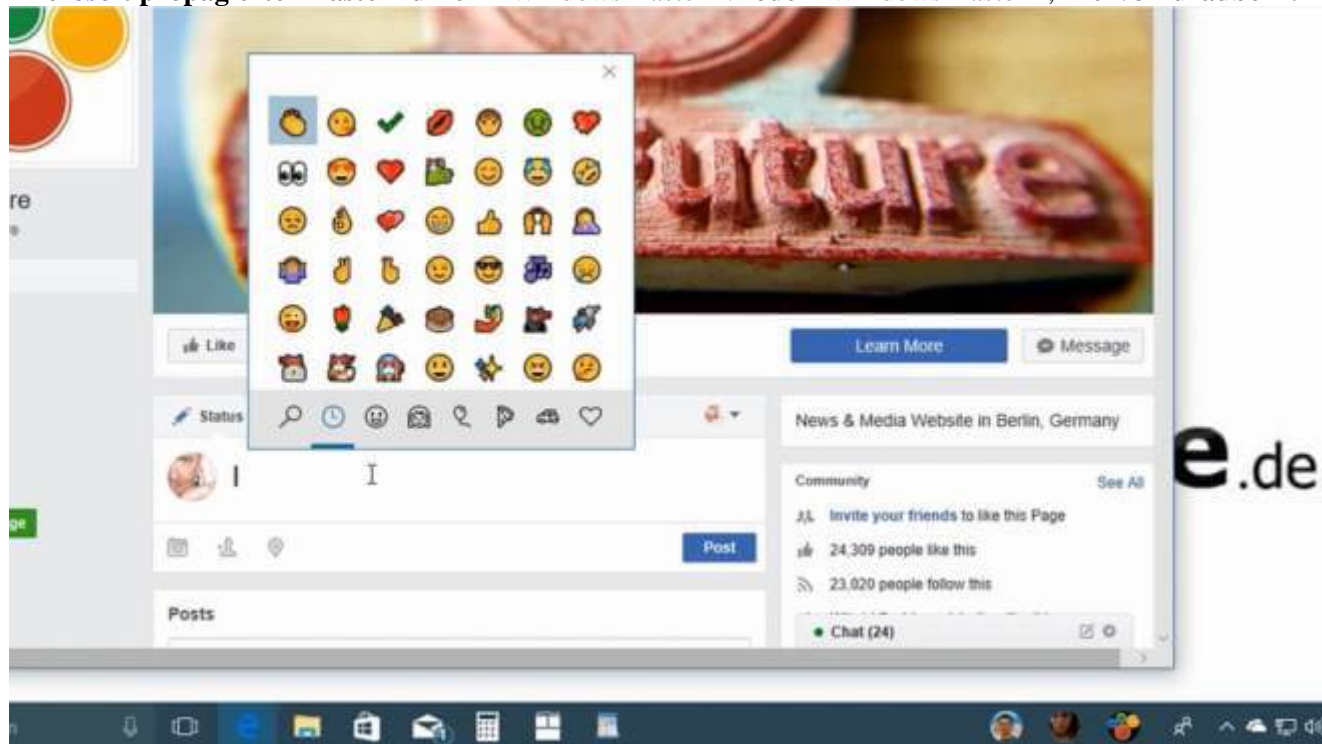 re
uture
Like
Learn More
Message
Status
News & Media Website in Berlin, Germany
e.de
Community
See All
Invite your friends to like this Page
24,309 people like this
Post
23,020 people follow this
Posts
Chat (24)